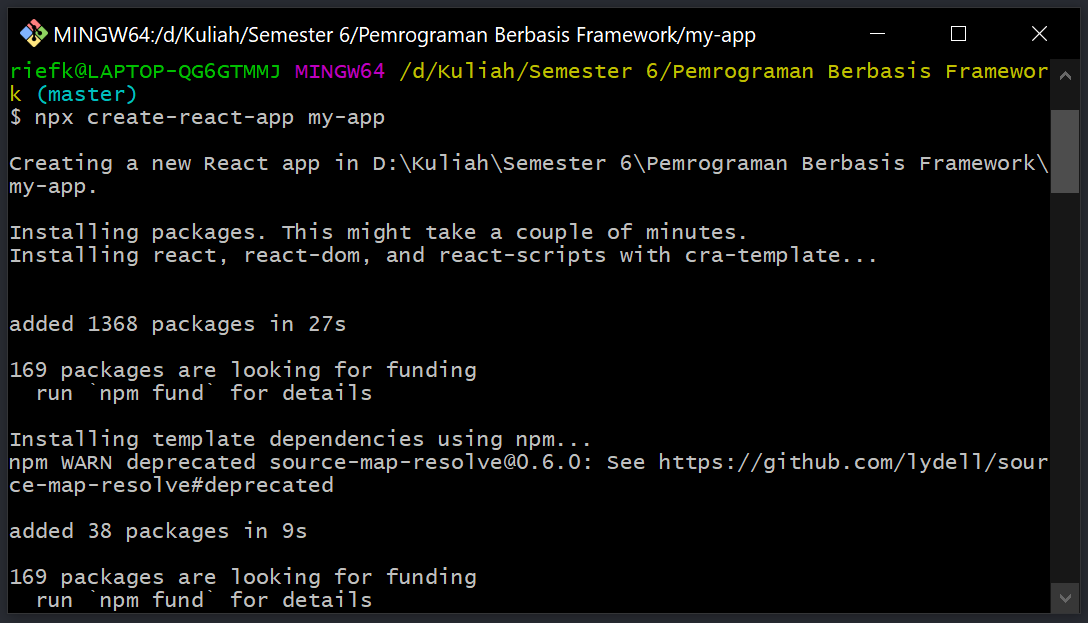 MINGW64:/d/Kuliah/Semester 6/Pemrograman Berbasis Framework/my-app
riefk@LAPTOP-QG6GTMMJ MINGW64 /d/Kuliah/Semester 6/Pemrograman Berbasis Framewor
k (master)
$ npx create-react-app my-app
Creating a new React app in D:\Kuliah\Semester 6\Pemrograman Berbasis Framework\
my-app.
Installing packages. This might take a couple of minutes.
Installing react, react-dom, and react-scripts with cra-template...
added 1368 packages in 27s
169 packages are looking for funding
  run `npm fund` for details
Installing template dependencies using npm...
npm WARN deprecated source-map-resolve@0.6.0: See https://github.com/lydell/sour
ce-map-resolve#deprecated
added 38 packages in 9s
169 packages are looking for funding
  run `npm fund` for details